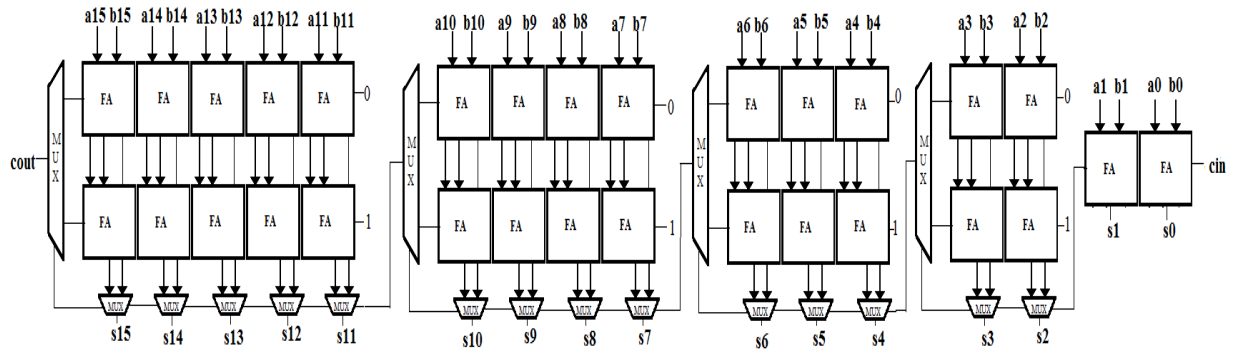 a15 b15 a14 b14 a13 b13 a12 b12 a11 b11 a10 b10 a9 b9 a8 b8 a7 b7 a6 b6 a5 b5 a4 b4 a3 b3 a2 b2
a1 b1 a0 b0
FA FA FA FA FA 0 FA FA FA FA 0 FA FA FA 0 FA FA 0
cout MUX MUX MUX MUX FA FA cin
FA FA FA FA FA 1 FA FA FA FA 1 FA FA FA 1 FA FA 1
s1 s0
MUX MUX MUX MUX MUX MUX MUX MUX MUX MUX MUX MUX MUX MUX
s15 s14 s13 s12 s11 s10 s9 s8 s7 s6 s5 s4 s3 s2